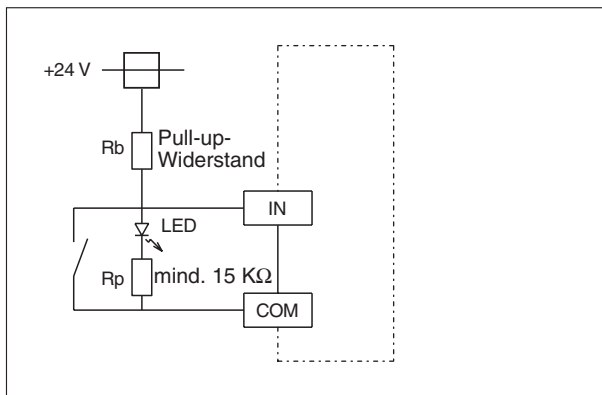 +24 V
Rb
Pull-up-
Widerstand
IN
LED
Rp
mind. 15 KΩ
COM